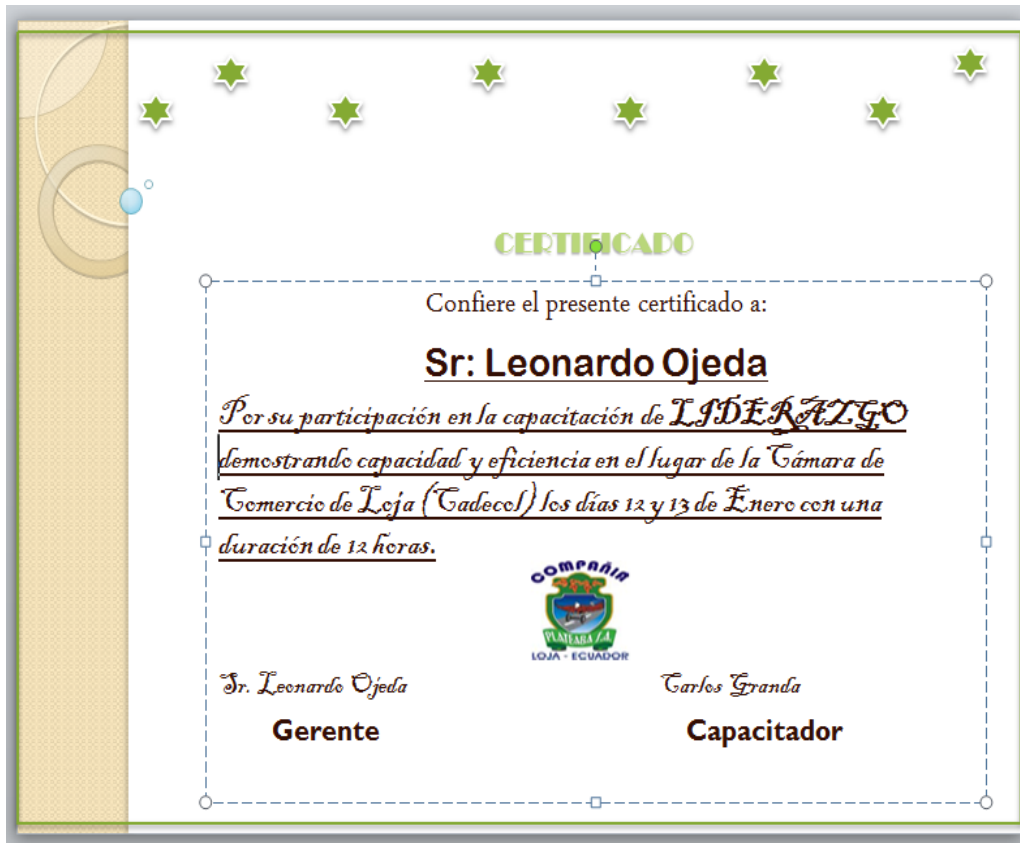 CERTIFICADO
Confiere el presente certificado a:
Sr: Leonardo Ojeda
Por su participación en la capacitación de LIDERAZGO
demostrando capacidad y eficiencia en el lugar de la Cámara de
Comercio de Loja (Cadecol) los días 12 y 13 de Enero con una
duración de 12 horas.
COMPAÑIA
PLATEABA S.A.
LOJA - ECUADOR
Sr. Leonardo Ojeda Carlos Granda
Gerente Capacitador